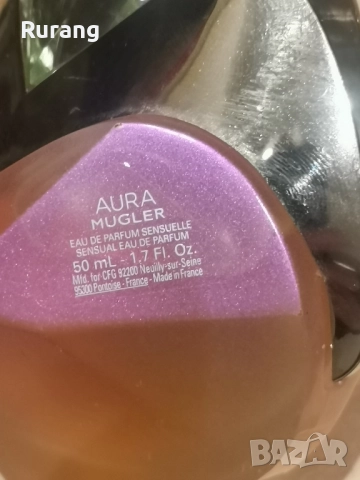 Rurang
AURA
MUGLER
EAU DE PARFUM SENSUELLE
SENSUAL EAU DE PARFUM
50 mL - 1.7 Fl. Oz.
Mfd. for CFG 92200 Neuilly-sur-Seine
95300 Pontoise - France - Made in France
BAZAR